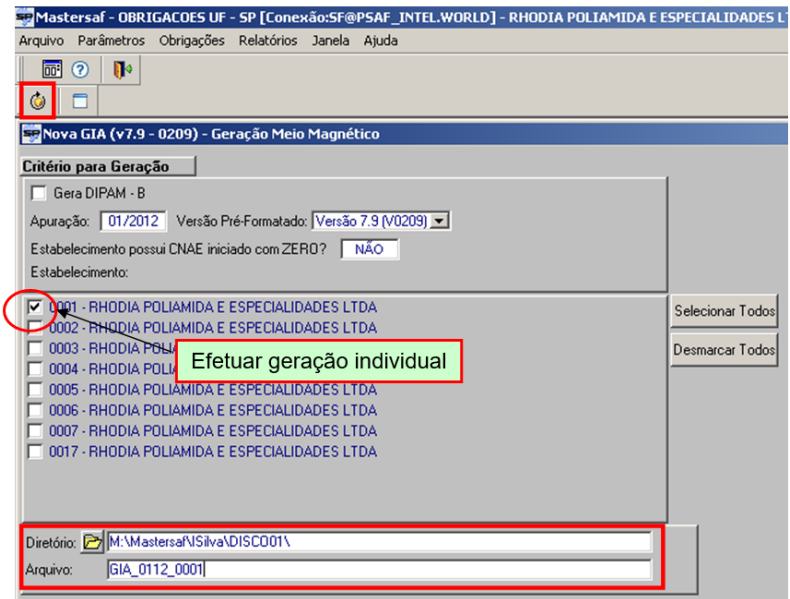 Mastersaf - OBRIGACOES UF - SP [Conexão:SF@PSAF_INTEL.WORLD] - RHODIA POLIAMIDA E ESPECIALIDADES LT
Arquivo Parâmetros Obrigações Relatórios Janela Ajuda
Nova GIA (v7.9 - 0209) - Geração Meio Magnético
Critério para Geração
Gera DIPAM - B
Apuração: 01/2012 Versão Pré-Formatado: Versão 7.9 (V0209)
Estabelecimento possui CNAE iniciado com ZERO? NÃO
Estabelecimento:
0001 - RHODIA POLIAMIDA E ESPECIALIDADES LTDA
Selecionar Todos
0002 - RHODIA POLIAMIDA E ESPECIALIDADES LTDA
0003 - RHODIA POLIAMIDA E ESPECIALIDADES LTDA
Desmarcar Todos
Efetuar geração individual
0004 - RHODIA
0005 - RHODIA POLIAMIDA E ESPECIALIDADES LTDA
0006 - RHODIA POLIAMIDA E ESPECIALIDADES LTDA
0007 - RHODIA POLIAMIDA E ESPECIALIDADES LTDA
0017 - RHODIA POLIAMIDA E ESPECIALIDADES LTDA
Diretório: M:\Mastersaf\ISilva\DISCO01\
Arquivo: GIA_0112_0001